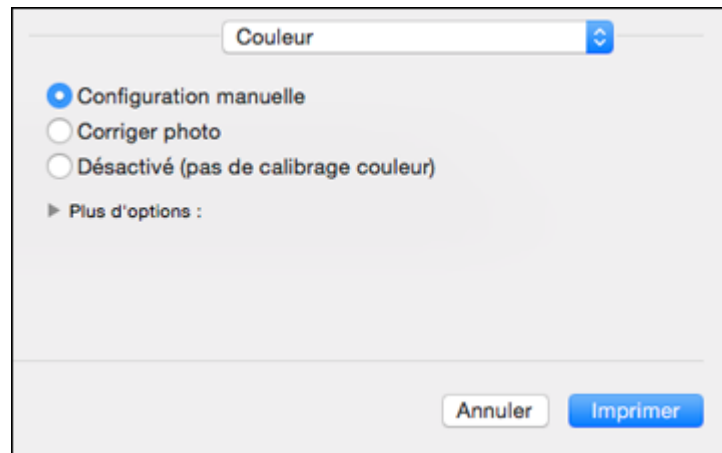 Couleur
Configuration manuelle
Corriger photo
Désactivé (pas de calibrage couleur)
Plus d'options :
Annuler Imprimer